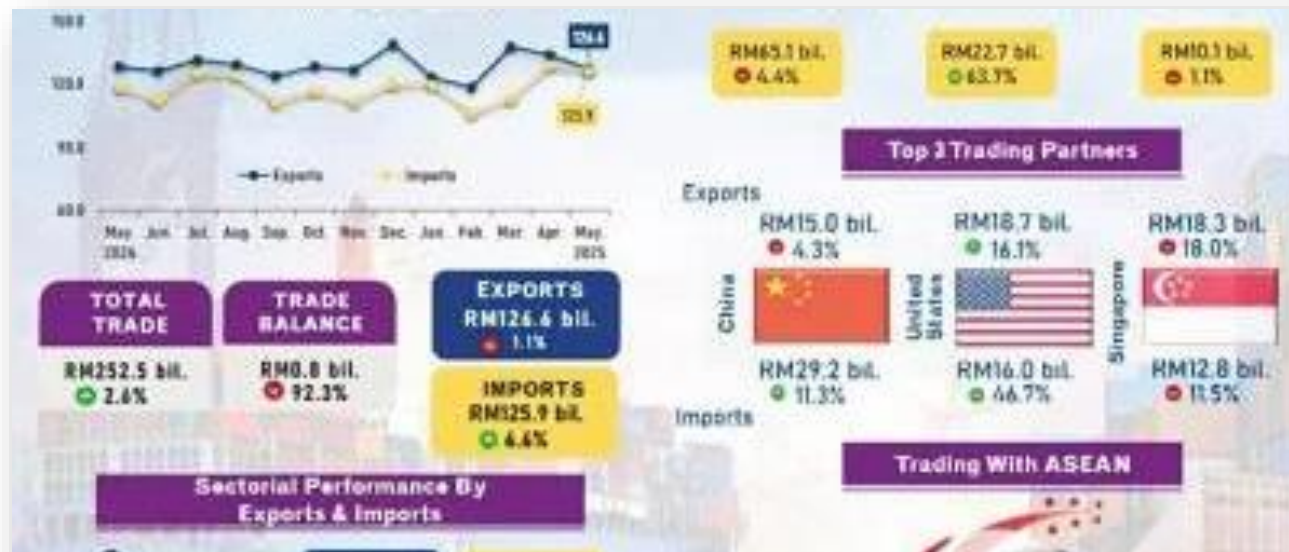 150.0
126.6
120.0
125.9
90.0
Exports Imports
60.0
May Jun Jul Aug Sep Oct Nov Dec Jan Feb Mar Apr May
2024 2025
TOTAL
TRADE
RM252.5 bil.
2.6%
TRADE
BALANCE
RM0.8 bil.
92.3%
EXPORTS
RM126.6 bil.
1.1%
IMPORTS
RM125.9 bil.
6.6%
Sectorial Performance By
Exports & Imports
RM65.1 bil.
4.4%
RM22.7 bil.
63.7%
RM10.1 bil.
1.1%
Top 3 Trading Partners
Exports
RM15.0 bil.
4.3%
RM18.7 bil.
16.1%
RM18.3 bil.
18.0%
China
United
States
Singapore
RM29.2 bil.
11.3%
RM16.0 bil.
46.7%
RM12.8 bil.
11.5%
Imports
Trading With ASEAN